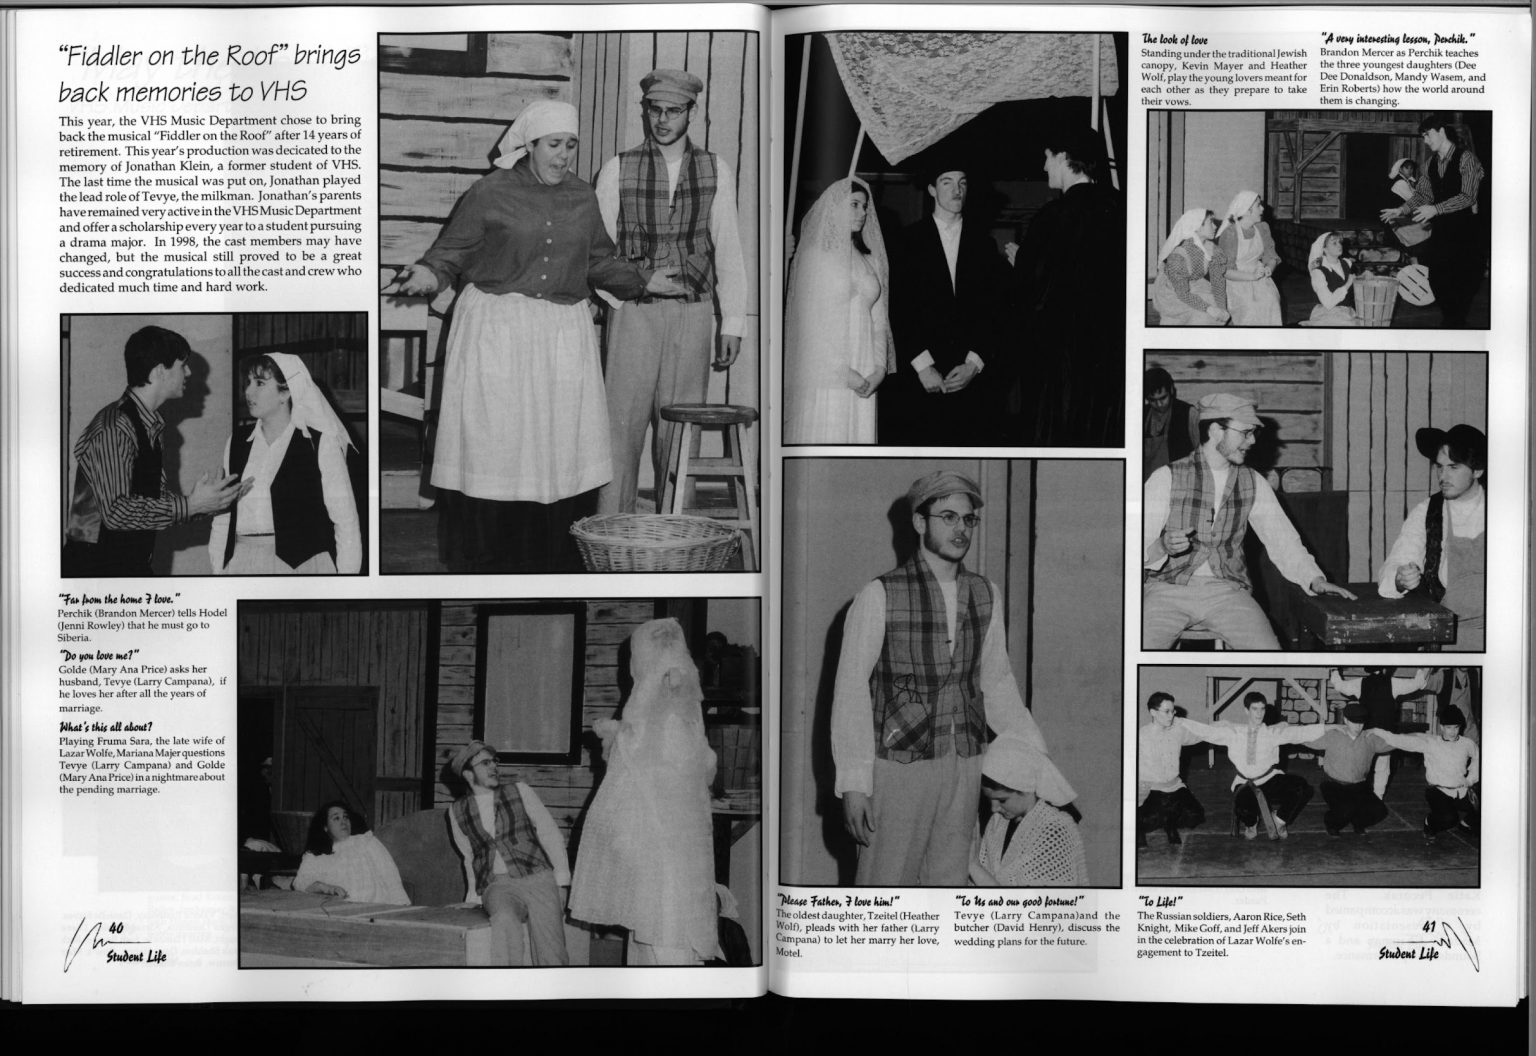 "Fiddler on the Roof" brings
back memories to VHS
This year, the VHS Music Department chose to bring
back the musical "Fiddler on the Roof" after 14 years of
retirement. This year's production was decicated to the
memory of Jonathan Klein, a former student of VHS.
The last time the musical was put on, Jonathan played
the lead role of Tevye, the milkman. Jonathan's parents
have remained very active in the VHS Music Department
and offer a scholarship every year to a student pursuing
a drama major. In 1998, the cast members may have
changed, but the musical still proved to be a great
success and congratulations to all the cast and crew who
dedicated much time and hard work.
"Far from the home I love."
Perchik (Brandon Mercer) tells Hodel
(Jenni Rowley) that he must go to
Siberia.
"Do you love me?"
Golde (Mary Ana Price) asks her
husband, Tevye (Larry Campana), if
he loves her after all the years of
marriage.
What's this all about?
Playing Fruma Sara, the late wife of
Lazar Wolfe, Mariana Majer questions
Tevye (Larry Campana) and Golde
(Mary Ana Price) in a nightmare about
the pending marriage.
40
Student Life
The look of love
Standing under the traditional Jewish
canopy, Kevin Mayer and Heather
Wolf, play the young lovers meant for
each other as they prepare to take
their vows.
"A very interesting lesson, Perchik."
Brandon Mercer as Perchik teaches
the three youngest daughters (Dee
Dee Donaldson, Mandy Wasem, and
Erin Roberts) how the world around
them is changing.
"Please Father, I love him!"
The oldest daughter, Tzeitel (Heather
Wolf), pleads with her father (Larry
Campana) to let her marry her love,
Motel.
"To Us and our good fortune!"
Tevye (Larry Campana)and the
butcher (David Henry), discuss the
wedding plans for the future.
"To Life!"
The Russian soldiers, Aaron Rice, Seth
Knight, Mike Goff, and Jeff Akers join
in the celebration of Lazar Wolfe's en-
gagement to Tzeitel.
41
Student Life